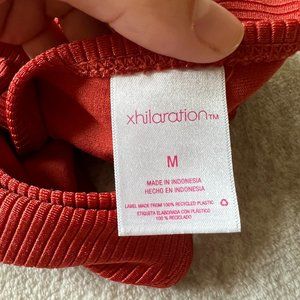 xhilaration™
M
MADE IN INDONESIA
HECHO EN INDONESIA
LABEL MADE FROM 100% RECYCLED PLASTIC
ETIQUETA ELABORADA CON PLÁSTICO
100 % RECICLADO